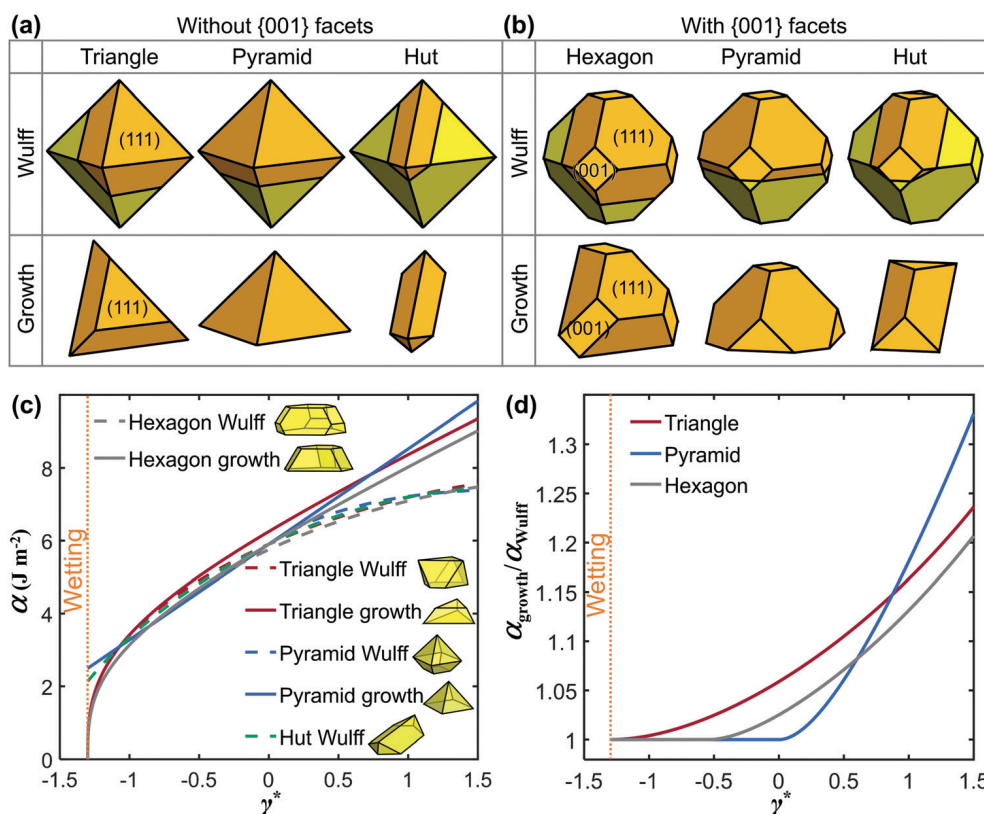 (a) Without {001} facets
Triangle Pyramid Hut
Wulff
(111)
Growth
(111)
(b) With {001} facets
Hexagon Pyramid Hut
Wulff
(111)
(001)
Growth
(111)
(001)
(c)
Hexagon Wulff
Hexagon growth
Triangle Wulff
Triangle growth
Pyramid Wulff
Pyramid growth
Hut Wulff
Wetting
α (J m⁻²)
8
6
4
2
0
-1.5 -1 -0.5 0 0.5 1 1.5
γ*
(d)
Triangle
Pyramid
Hexagon
Wetting
α_growth/α_Wulff
1.3
1.25
1.2
1.15
1.1
1.05
1
-1.5 -1 -0.5 0 0.5 1 1.5
γ*